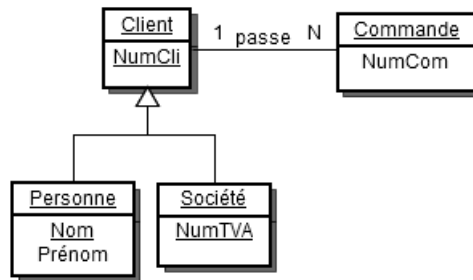 Client
NumCli
1 passe N
Commande
NumCom
Personne
Nom
Prénom
Société
NumTVA